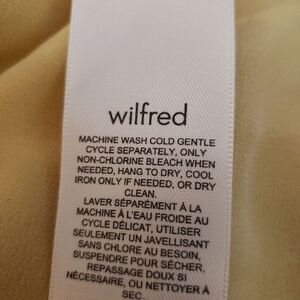 wilfred
MACHINE WASH COLD GENTLE
CYCLE SEPARATELY, ONLY
NON-CHLORINE BLEACH WHEN
NEEDED, HANG TO DRY, COOL
IRON ONLY IF NEEDED, OR DRY
CLEAN.
LAVER SÉPARÉMENT À LA
MACHINE À L'EAU FROIDE AU
CYCLE DÉLICAT, UTILISER
SEULEMENT UN JAVELLISANT
SANS CHLORE AU BESOIN,
SUSPENDRE POUR SÉCHER,
REPASSAGE DOUX SI
NÉCESSAIRE, OU NETTOYER À
SEC.